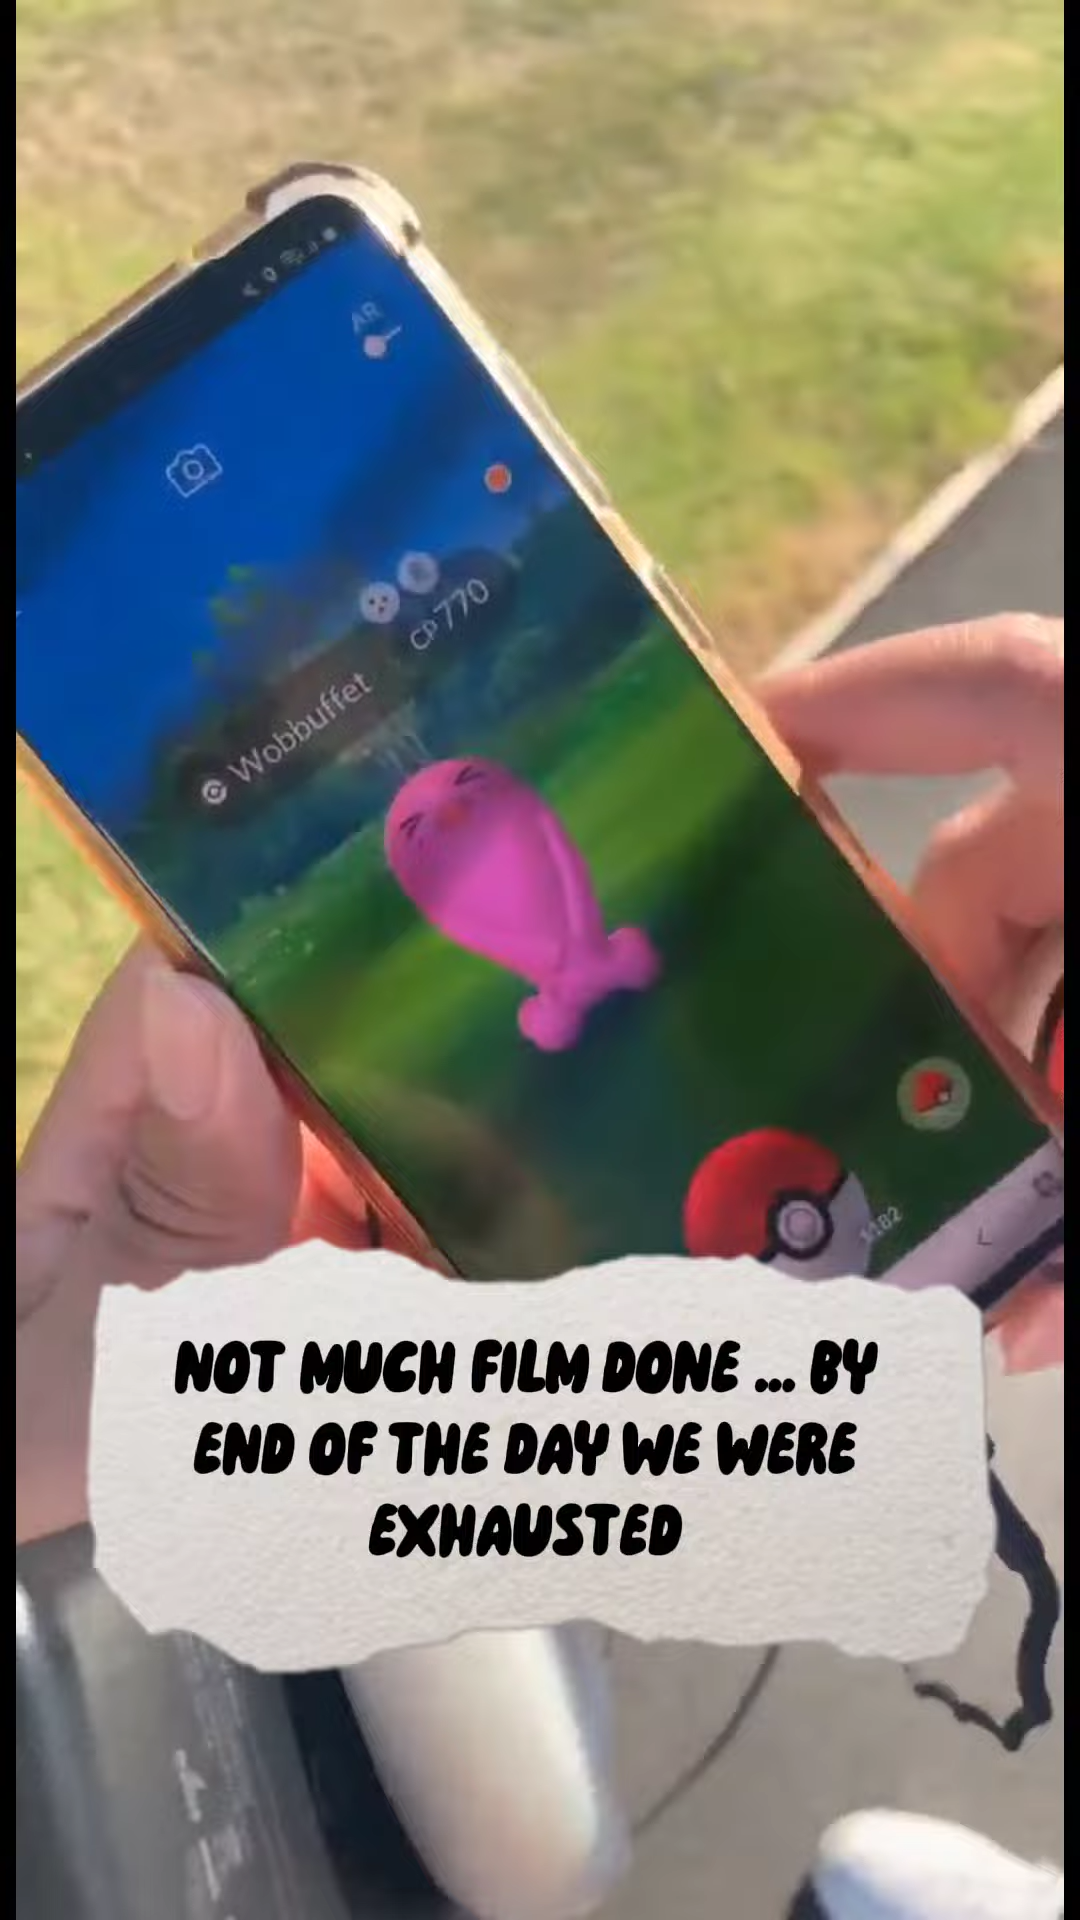 AR
CP770
Wobbuffet
NOT MUCH FILM DONE ... BY
END OF THE DAY WE WERE
EXHAUSTED